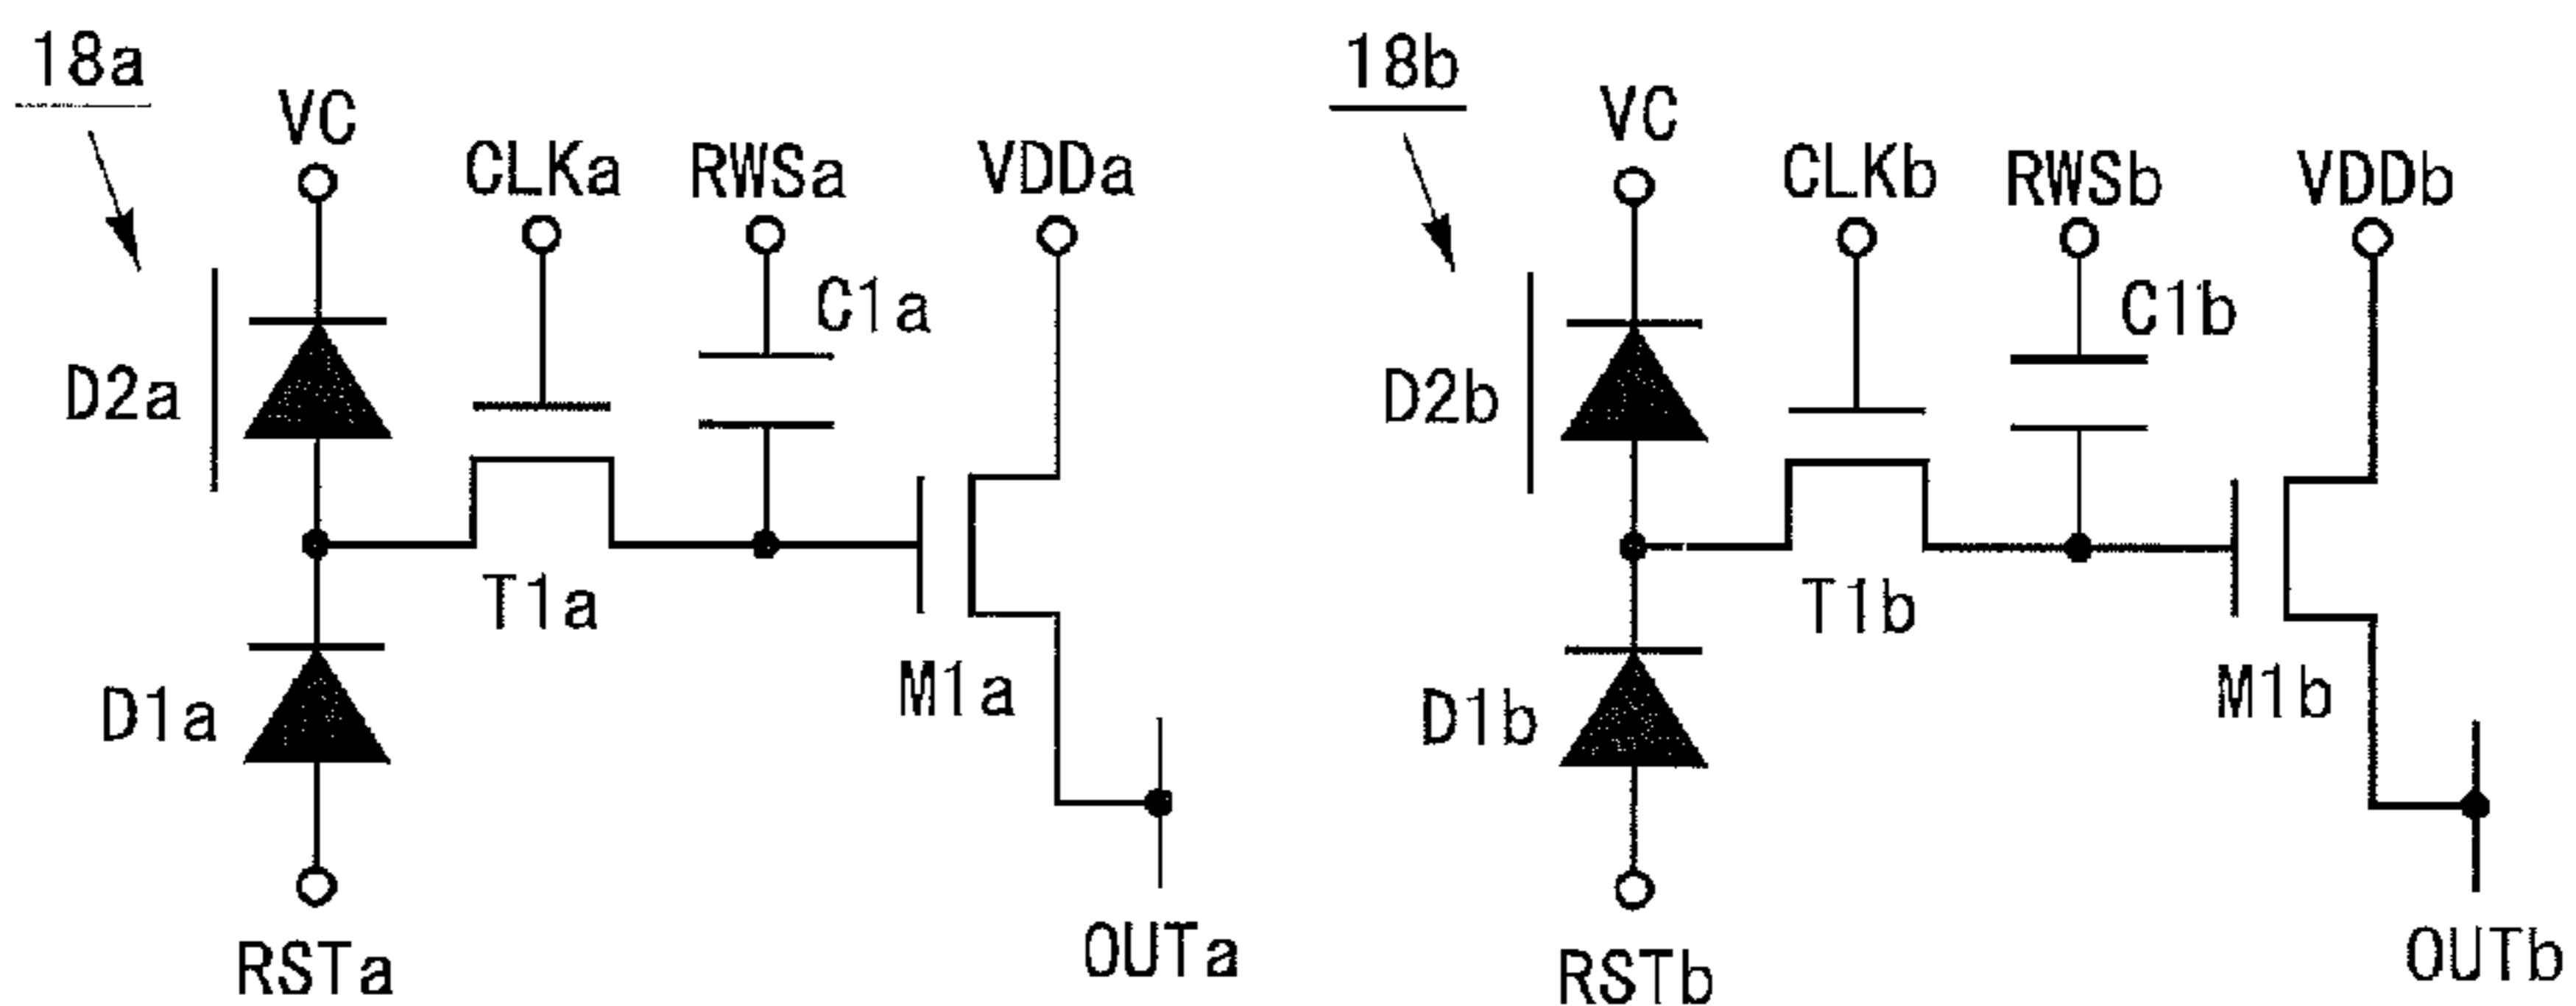 18a
VC
CLKa
RWSa
VDDa
C1a
D2a
T1a
D1a
M1a
RSTa
OUTa
18b
VC
CLKb
RWSb
VDDb
C1b
D2b
T1b
D1b
M1b
RSTb
OUTb